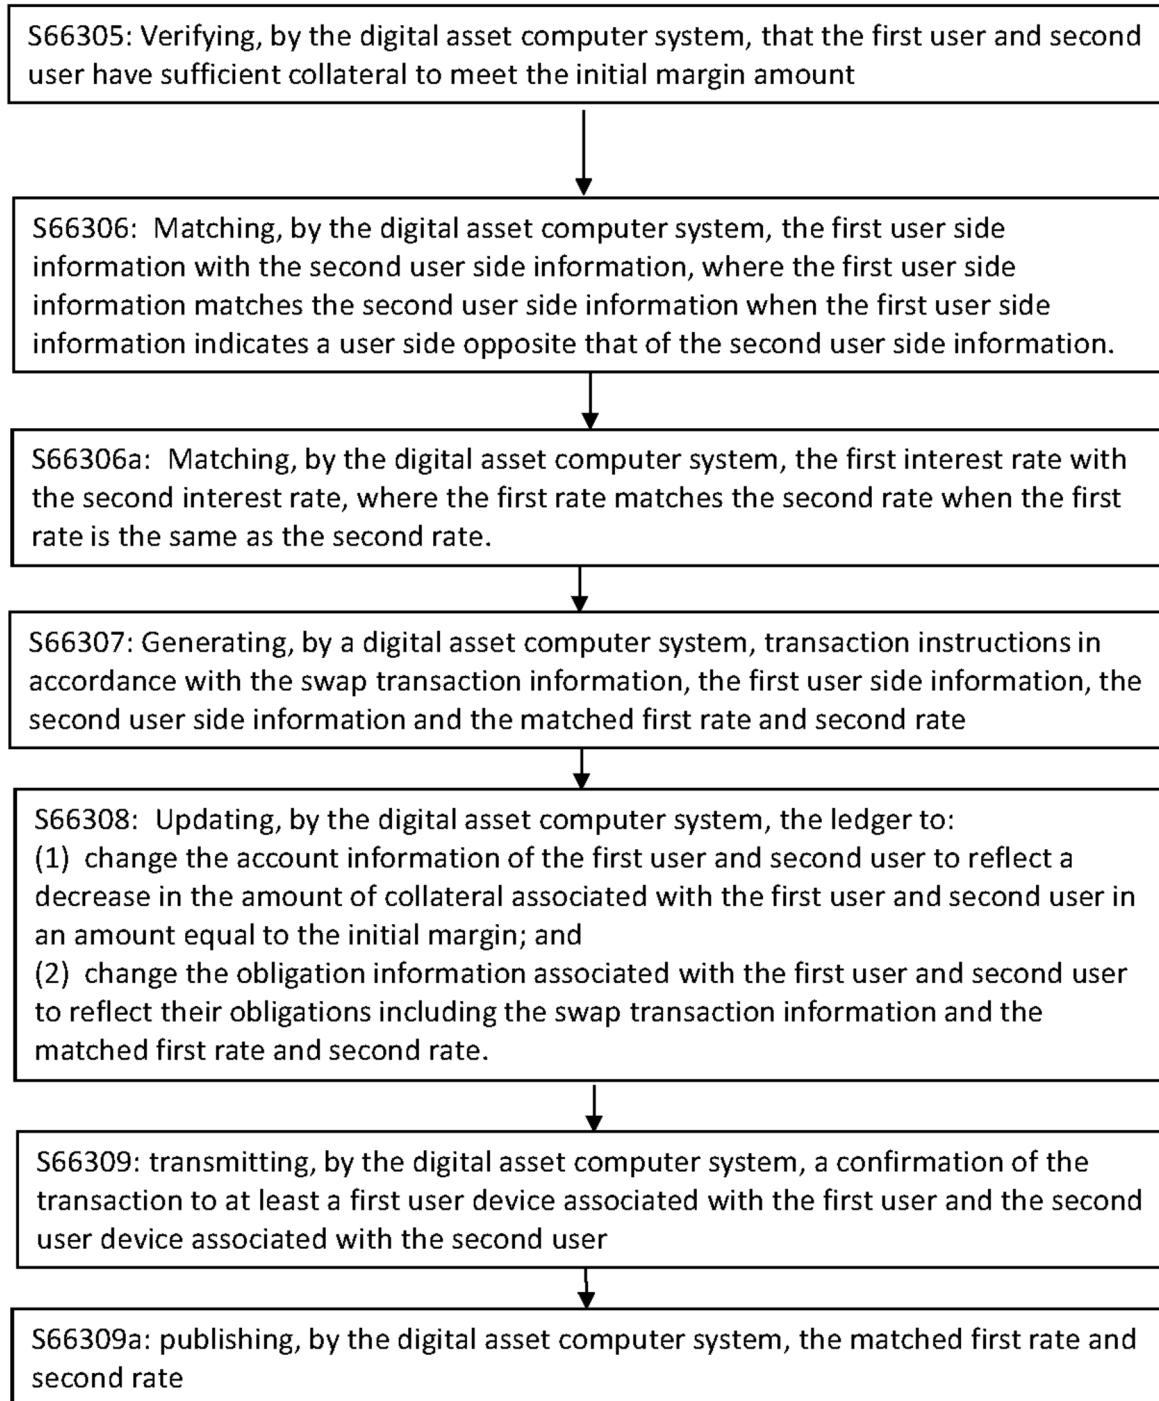 S66305: Verifying, by the digital asset computer system, that the first user and second
user have sufficient collateral to meet the initial margin amount
S66306: Matching, by the digital asset computer system, the first user side
information with the second user side information, where the first user side
information matches the second user side information when the first user side
information indicates a user side opposite that of the second user side information.
S66306a: Matching, by the digital asset computer system, the first interest rate with
the second interest rate, where the first rate matches the second rate when the first
rate is the same as the second rate.
S66307: Generating, by a digital asset computer system, transaction instructions in
accordance with the swap transaction information, the first user side information, the
second user side information and the matched first rate and second rate
S66308: Updating, by the digital asset computer system, the ledger to:
(1) change the account information of the first user and second user to reflect a
decrease in the amount of collateral associated with the first user and second user in
an amount equal to the initial margin; and
(2) change the obligation information associated with the first user and second user
to reflect their obligations including the swap transaction information and the
matched first rate and second rate.
S66309: transmitting, by the digital asset computer system, a confirmation of the
transaction to at least a first user device associated with the first user and the second
user device associated with the second user
S66309a: publishing, by the digital asset computer system, the matched first rate and
second rate